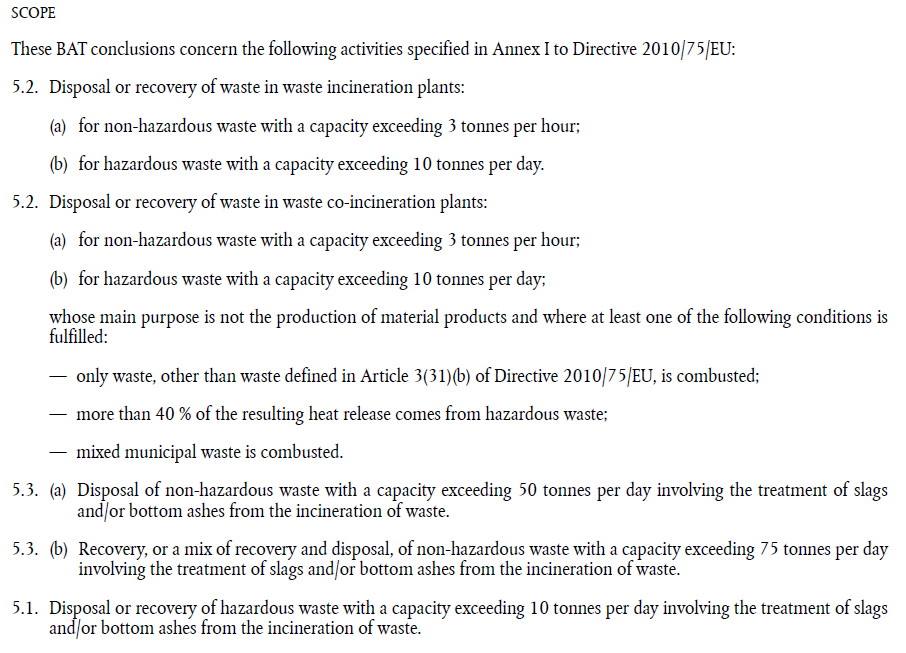 SCOPE
These BAT conclusions concern the following activities specified in Annex I to Directive 2010/75/EU:
5.2. Disposal or recovery of waste in waste incineration plants:
(a) for non-hazardous waste with a capacity exceeding 3 tonnes per hour;
(b) for hazardous waste with a capacity exceeding 10 tonnes per day.
5.2. Disposal or recovery of waste in waste co-incineration plants:
(a) for non-hazardous waste with a capacity exceeding 3 tonnes per hour;
(b) for hazardous waste with a capacity exceeding 10 tonnes per day;
whose main purpose is not the production of material products and where at least one of the following conditions is
fulfilled:
— only waste, other than waste defined in Article 3(31)(b) of Directive 2010/75/EU, is combusted;
— more than 40 % of the resulting heat release comes from hazardous waste;
— mixed municipal waste is combusted.
5.3. (a) Disposal of non-hazardous waste with a capacity exceeding 50 tonnes per day involving the treatment of slags
and/or bottom ashes from the incineration of waste.
5.3. (b) Recovery, or a mix of recovery and disposal, of non-hazardous waste with a capacity exceeding 75 tonnes per day
involving the treatment of slags and/or bottom ashes from the incineration of waste.
5.1. Disposal or recovery of hazardous waste with a capacity exceeding 10 tonnes per day involving the treatment of slags
and/or bottom ashes from the incineration of waste.